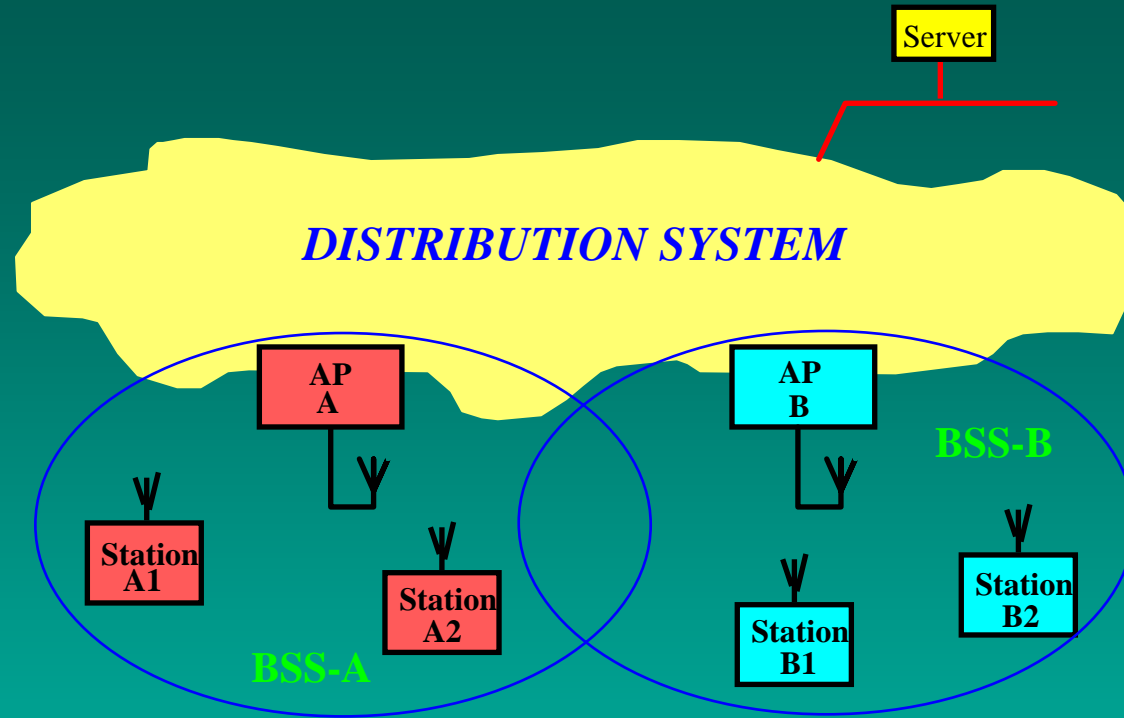 Server
DISTRIBUTION SYSTEM
AP
A
AP
B
BSS-B
Station
A1
Station
A2
Station
B1
Station
B2
BSS-A